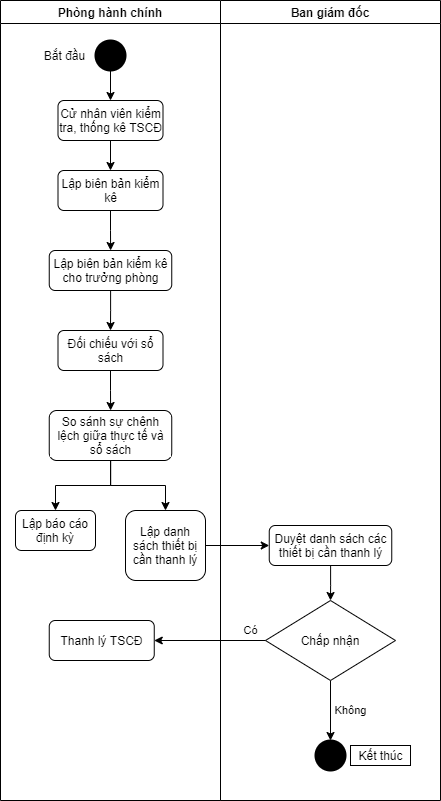 Phòng hành chính
Ban giám đốc
Bắt đầu
Cử nhân viên kiểm
tra, thống kê TSCĐ
Lập biên bản kiểm
kê
Lập biên bản kiểm kê
cho trưởng phòng
Đối chiếu với sổ
sách
So sánh sự chênh
lệch giữa thực tế và
sổ sách
Lập báo cáo
định kỳ
Lập danh
sách thiết bị
cần thanh lý
Duyệt danh sách các
thiết bị cần thanh lý
Có
Chấp nhận
Thanh lý TSCĐ
Không
Kết thúc